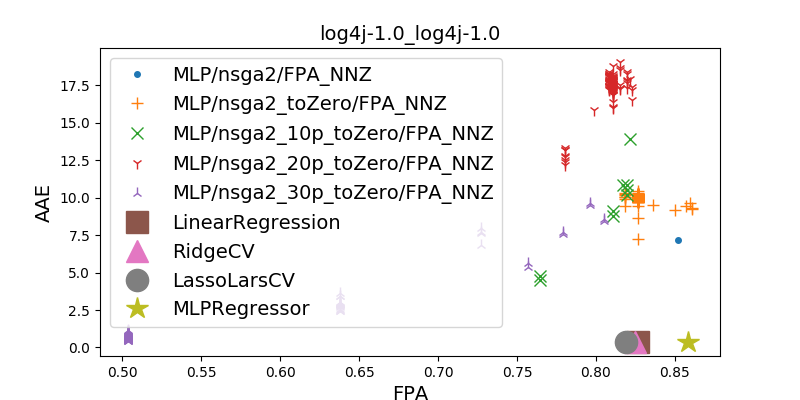 log4j-1.0_log4j-1.0
MLP/nsga2/FPA_NNZ
MLP/nsga2_toZero/FPA_NNZ
MLP/nsga2_10p_toZero/FPA_NNZ
MLP/nsga2_20p_toZero/FPA_NNZ
MLP/nsga2_30p_toZero/FPA_NNZ
LinearRegression
RidgeCV
LassoLarsCV
MLPRegressor
AAE
17.5
15.0
12.5
10.0
7.5
5.0
2.5
0.0
0.50 0.55 0.60 0.65 0.70 0.75 0.80 0.85
FPA